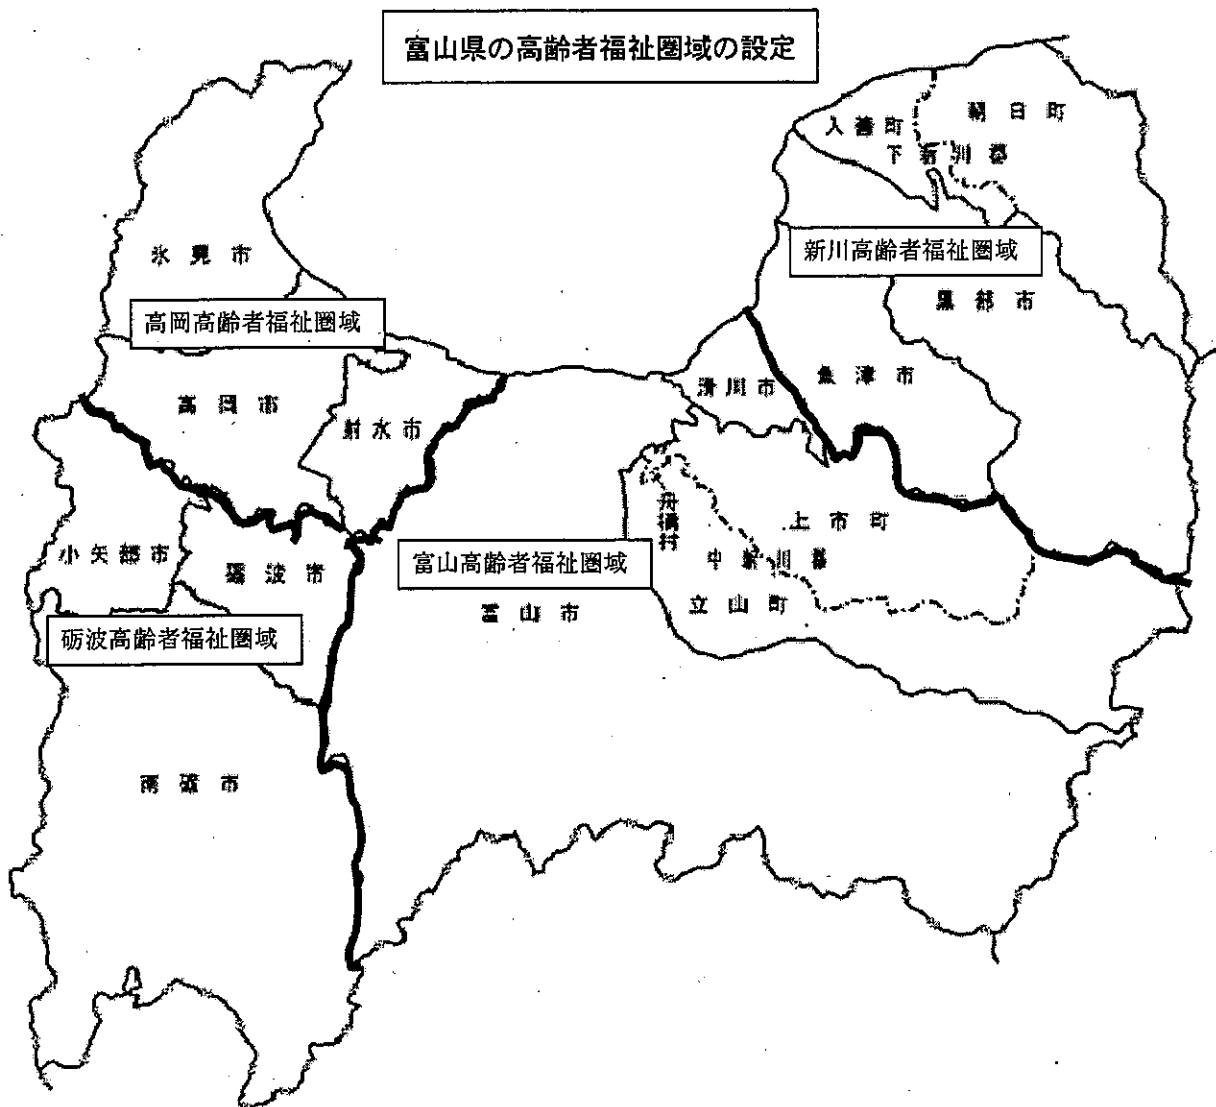 富山県の高齢者福祉圏域の設定
朝日町
入善町
下新川郡
氷見市
新川高齢者福祉圏域
黒部市
高岡高齢者福祉圏域
滑川市
魚津市
高岡市
射水市
舟橋村
上市町
小矢部市
砺波市
富山高齢者福祉圏域
中新川郡
立山町
富山市
砺波高齢者福祉圏域
南砺市